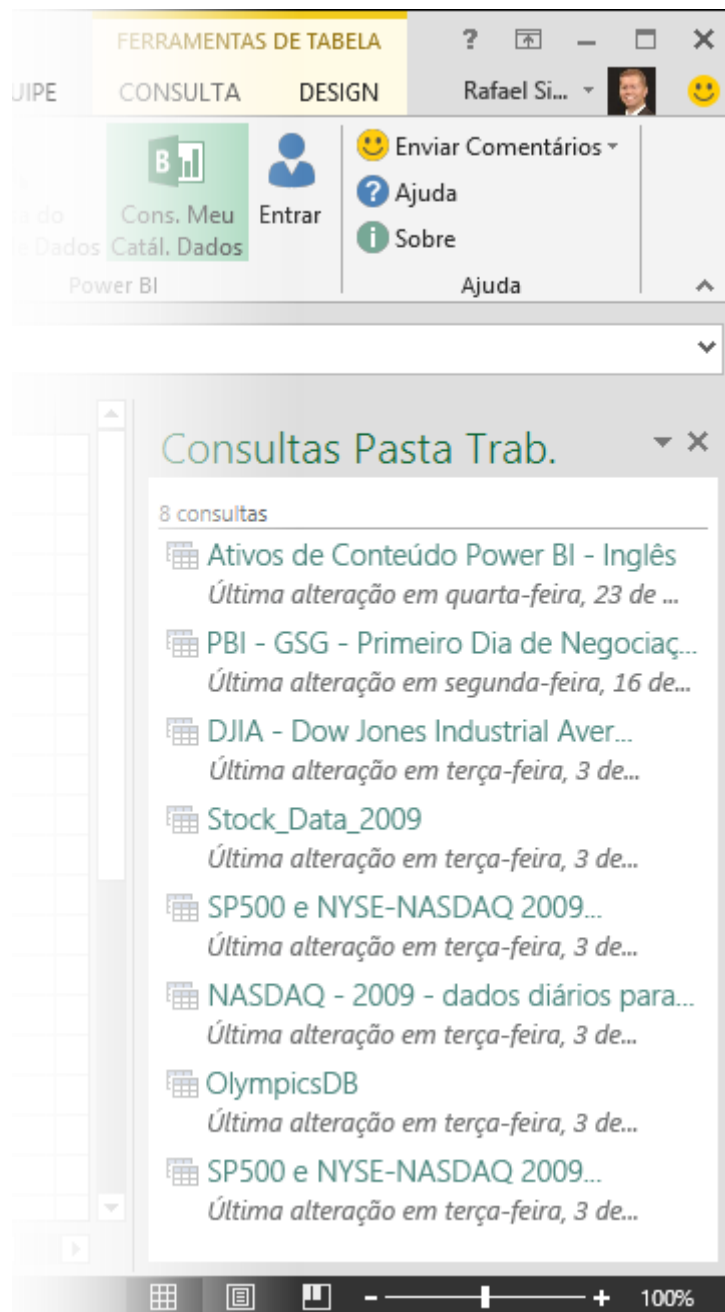 FERRAMENTAS DE TABELA
?
UIPE CONSULTA DESIGN Rafael Si...
Enviar Comentários
Ajuda
Sobre
a do
e Dados
Cons. Meu
Catál. Dados
Entrar
Power BI
Ajuda
Consultas Pasta Trab.
8 consultas
Ativos de Conteúdo Power BI - Inglês
Última alteração em quarta-feira, 23 de ...
PBI - GSG - Primeiro Dia de Negociaç...
Última alteração em segunda-feira, 16 de...
DJIA - Dow Jones Industrial Aver...
Última alteração em terça-feira, 3 de...
Stock_Data_2009
Última alteração em terça-feira, 3 de...
SP500 e NYSE-NASDAQ 2009...
Última alteração em terça-feira, 3 de...
NASDAQ - 2009 - dados diários para...
Última alteração em terça-feira, 3 de...
OlympicsDB
Última alteração em terça-feira, 3 de...
SP500 e NYSE-NASDAQ 2009...
Última alteração em terça-feira, 3 de...
100%